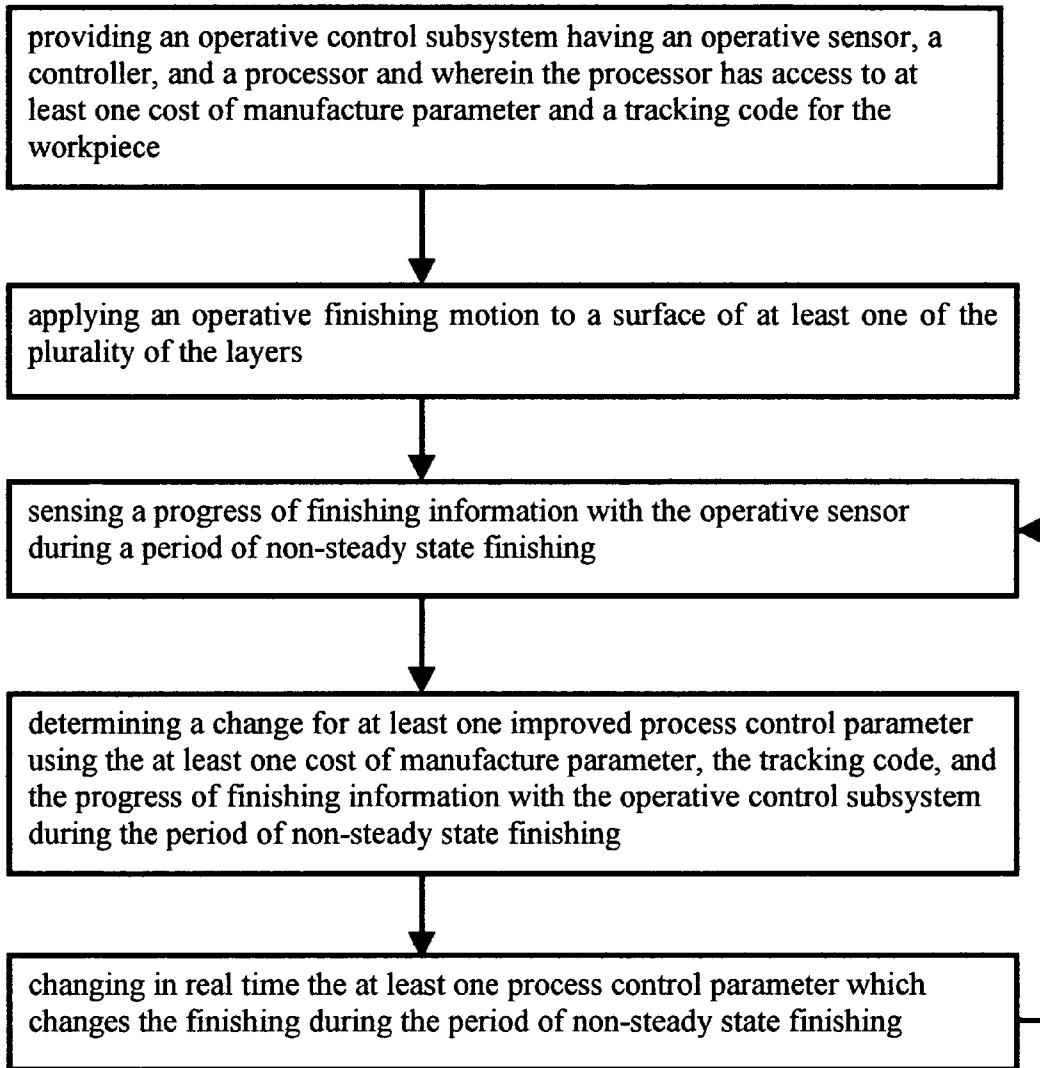 providing an operative control subsystem having an operative sensor, a
controller, and a processor and wherein the processor has access to at
least one cost of manufacture parameter and a tracking code for the
workpiece
applying an operative finishing motion to a surface of at least one of the
plurality of the layers
sensing a progress of finishing information with the operative sensor
during a period of non-steady state finishing
determining a change for at least one improved process control parameter
using the at least one cost of manufacture parameter, the tracking code, and
the progress of finishing information with the operative control subsystem
during the period of non-steady state finishing
changing in real time the at least one process control parameter which
changes the finishing during the period of non-steady state finishing